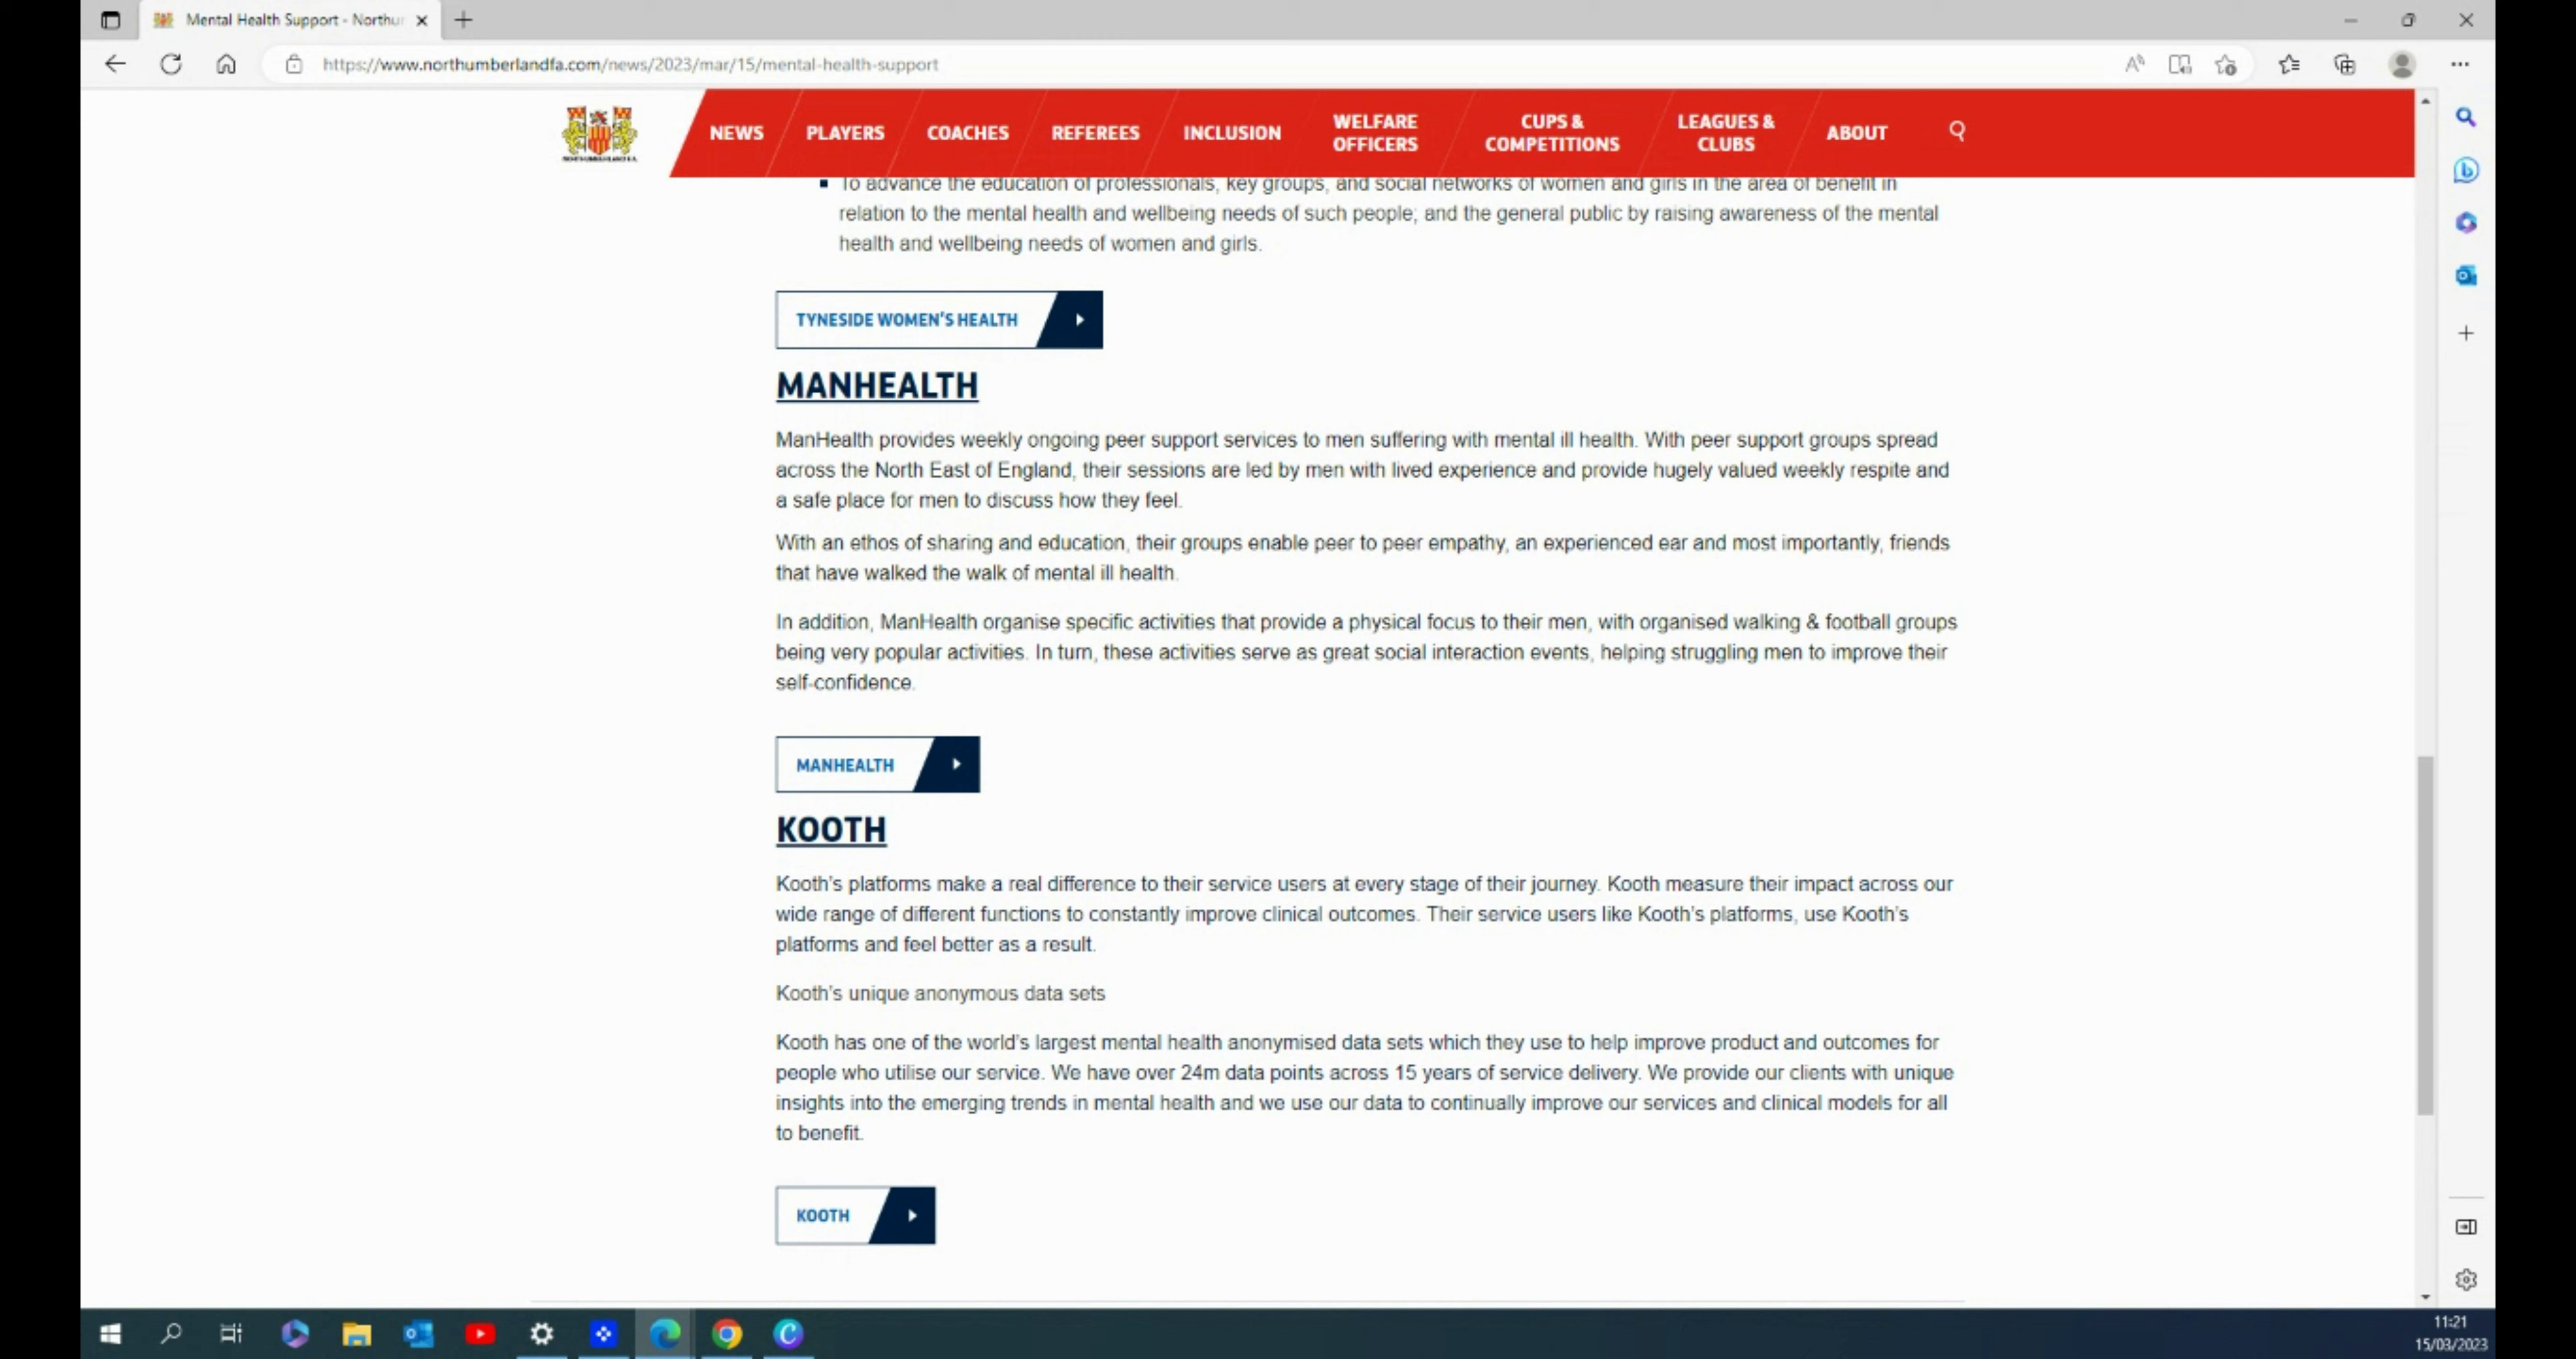 Mental Health Support - Northu
https://www.northumberlandfa.com/news/2023/mar/15/mental-health-support
NORTHUMBERLAND F.A.
NEWS
PLAYERS
COACHES
REFEREES
INCLUSION
WELFARE
OFFICERS
CUPS &
COMPETITIONS
LEAGUES &
CLUBS
ABOUT
To advance the education of professionals, key groups, and social networks of women and girls in the area of benefit in
relation to the mental health and wellbeing needs of such people; and the general public by raising awareness of the mental
health and wellbeing needs of women and girls.
TYNESIDE WOMEN'S HEALTH
MANHEALTH
ManHealth provides weekly ongoing peer support services to men suffering with mental ill health. With peer support groups spread
across the North East of England, their sessions are led by men with lived experience and provide hugely valued weekly respite and
a safe place for men to discuss how they feel.
With an ethos of sharing and education, their groups enable peer to peer empathy, an experienced ear and most importantly, friends
that have walked the walk of mental ill health.
In addition, ManHealth organise specific activities that provide a physical focus to their men, with organised walking & football groups
being very popular activities. In turn, these activities serve as great social interaction events, helping struggling men to improve their
self-confidence.
MANHEALTH
KOOTH
Kooth's platforms make a real difference to their service users at every stage of their journey. Kooth measure their impact across our
wide range of different functions to constantly improve clinical outcomes. Their service users like Kooth's platforms, use Kooth's
platforms and feel better as a result.
Kooth's unique anonymous data sets
Kooth has one of the world's largest mental health anonymised data sets which they use to help improve product and outcomes for
people who utilise our service. We have over 24m data points across 15 years of service delivery. We provide our clients with unique
insights into the emerging trends in mental health and we use our data to continually improve our services and clinical models for all
to benefit.
KOOTH
11:21
15/03/2023